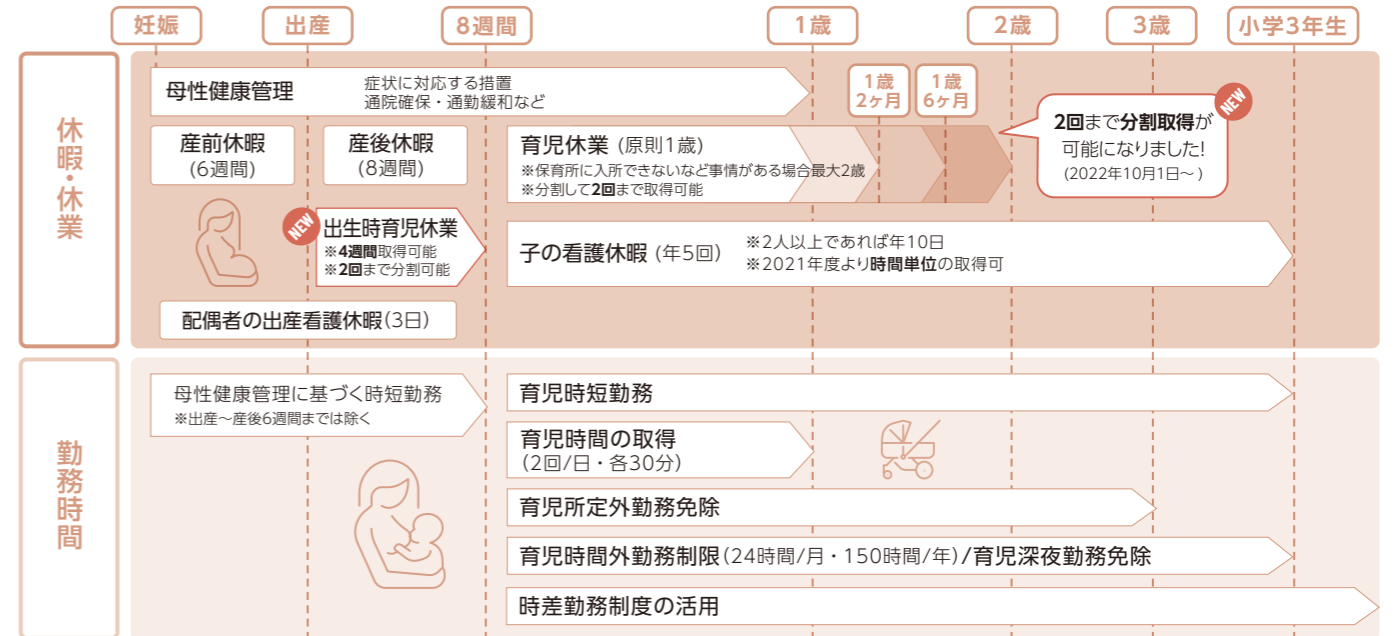 妊娠
出産
8週間
1歳
2歳
3歳
小学3年生
休暇・休業
母性健康管理
症状に対応する措置
通院確保・通勤緩和など
1歳
2ヶ月
1歳
6ヶ月
NEW
2回まで分割取得が
可能になりました!
(2022年10月1日~)
産前休暇
(6週間)
産後休暇
(8週間)
育児休業(原則1歳)
※保育所に入所できないなど事情がある場合最大2歳
※分割して2回まで取得可能
NEW
出生時育児休業
※4週間取得可能
※2回まで分割可能
子の看護休暇(年5回)
※2人以上であれば年10日
※2021年度より時間単位の取得可
配偶者の出産看護休暇(3日)
勤務時間
母性健康管理に基づく時短勤務
※出産~産後6週間までは除く
育児時短勤務
育児時間の取得
(2回/日・各30分)
育児所定外勤務免除
育児時間外勤務制限(24時間/月・150時間/年)/育児深夜勤務免除
時差勤務制度の活用